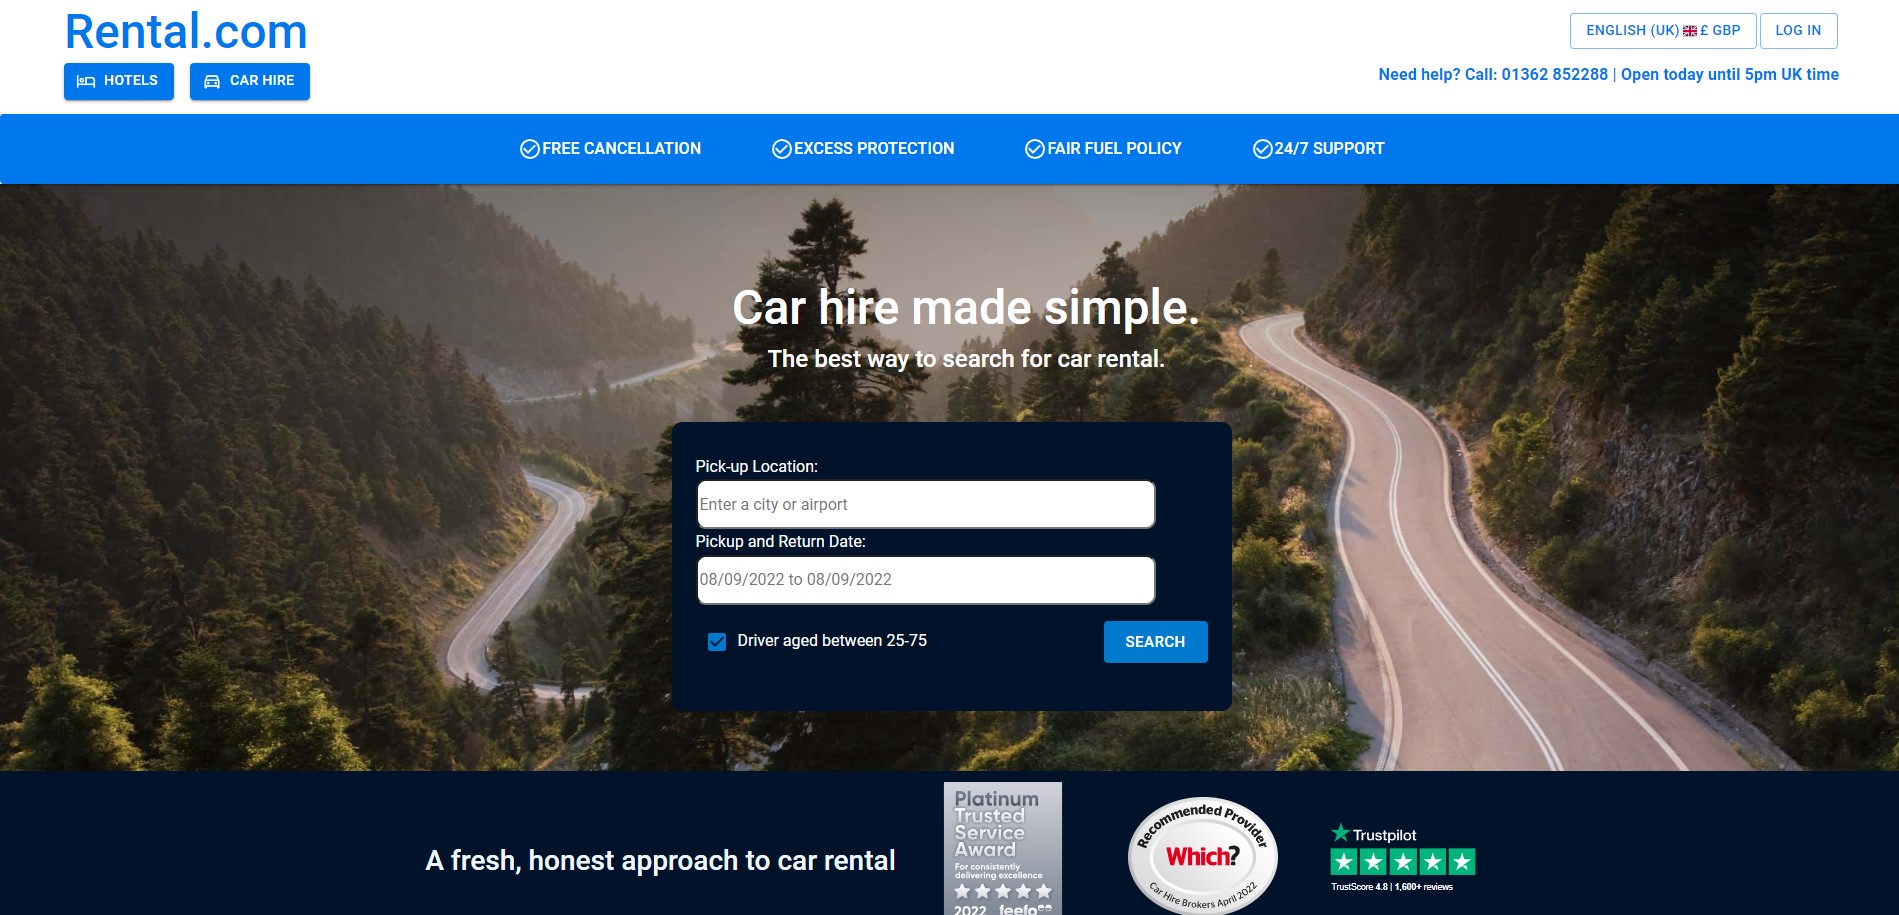 Rental.com
ENGLISH (UK) £ GBP
LOG IN
HOTELS
CAR HIRE
Need help? Call: 01362 852288 | Open today until 5pm UK time
FREE CANCELLATION
EXCESS PROTECTION
FAIR FUEL POLICY
24/7 SUPPORT
Car hire made simple.
The best way to search for car rental.
Pick-up Location:
Enter a city or airport
Pickup and Return Date:
08/09/2022 to 08/09/2022
Driver aged between 25-75
SEARCH
A fresh, honest approach to car rental
Platinum
Trusted
Service
Award
For consistently
delivering excellence
2022 feefo
Recommended Provider
Which?
Car Hire Brokers April 2022
Trustpilot
TrustScore 4.8 | 1,600+ reviews